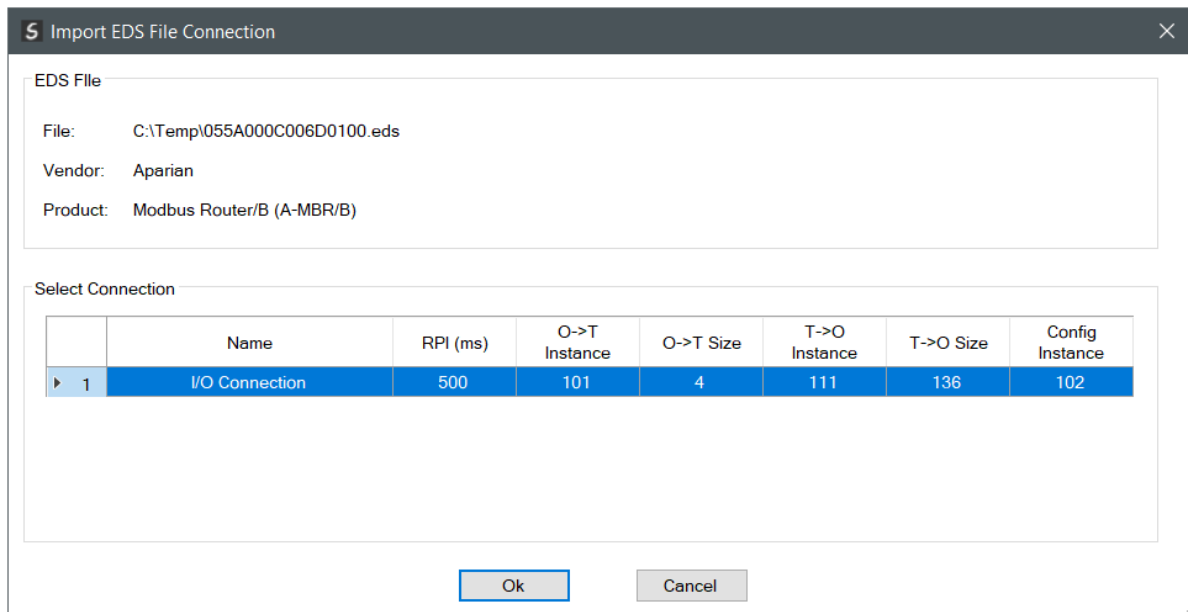 S Import EDS File Connection
EDS FIle
File: C:\Temp\055A000C006D0100.eds
Vendor: Aparian
Product: Modbus Router/B (A-MBR/B)
Select Connection
Name RPI (ms) O->T Instance O->T Size T->O Instance T->O Size Config Instance
1 I/O Connection 500 101 4 111 136 102
Ok Cancel